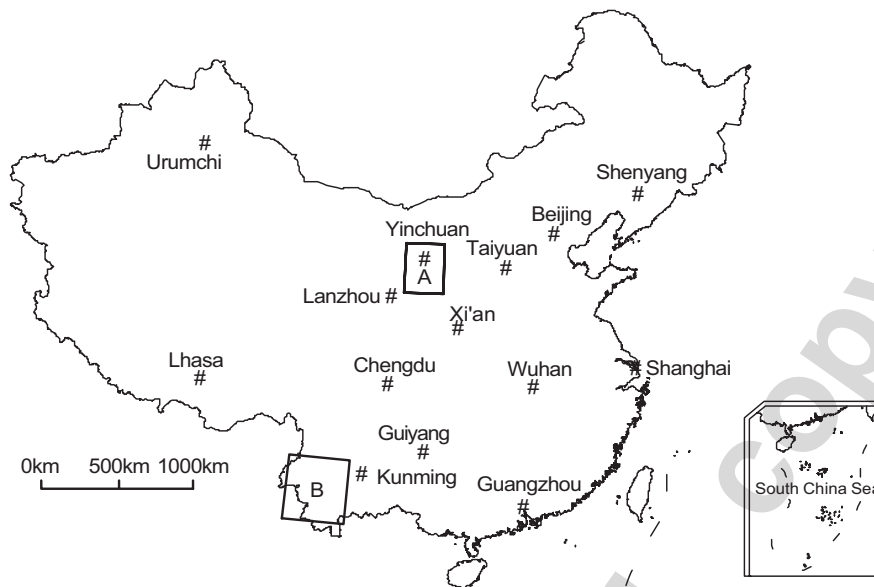 #
Urumchi
Shenyang
#
Beijing
#
Yinchuan
#
A
Taiyuan
#
Lanzhou #
Xi'an
#
Lhasa
#
Chengdu
#
Wuhan
#
# Shanghai
Guiyang
#
0km 500km 1000km
B
# Kunming
Guangzhou
#
South China Sea
copy